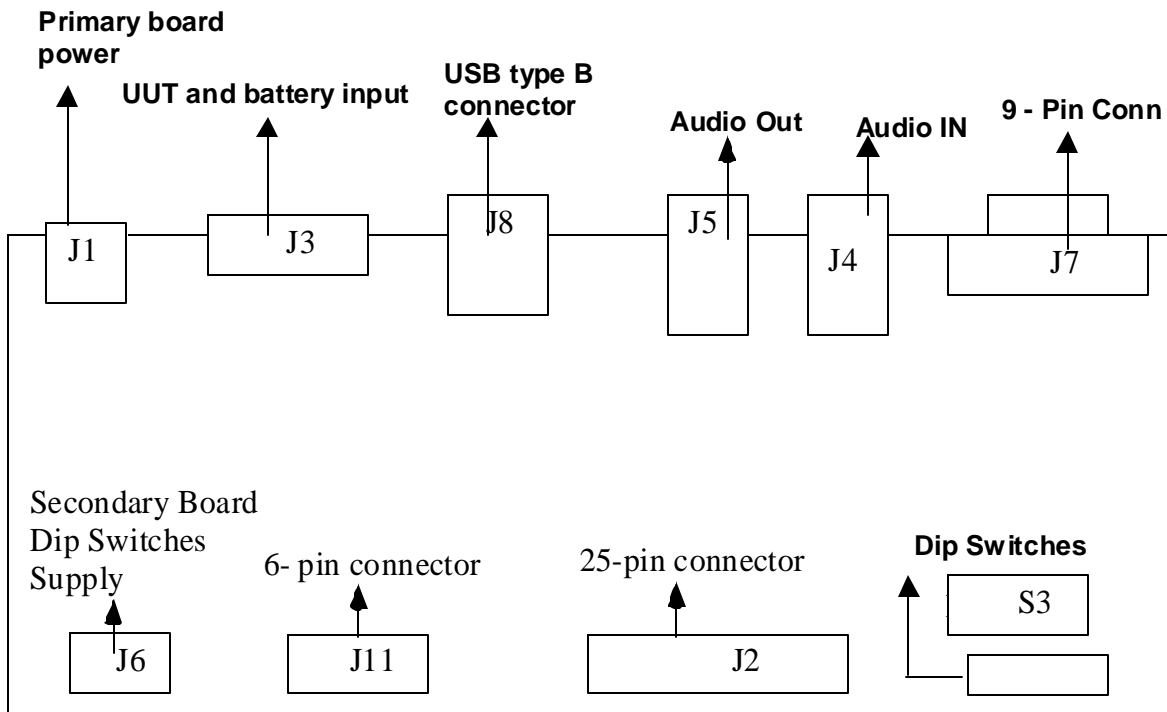 Primary board
power
UUT and battery input
USB type B
connector
Audio Out
Audio IN
9 - Pin Conn
J1
J3
J8
J5
J4
J7
Secondary Board
Dip Switches
Supply
6- pin connector
25-pin connector
Dip Switches
S3
J6
J11
J2